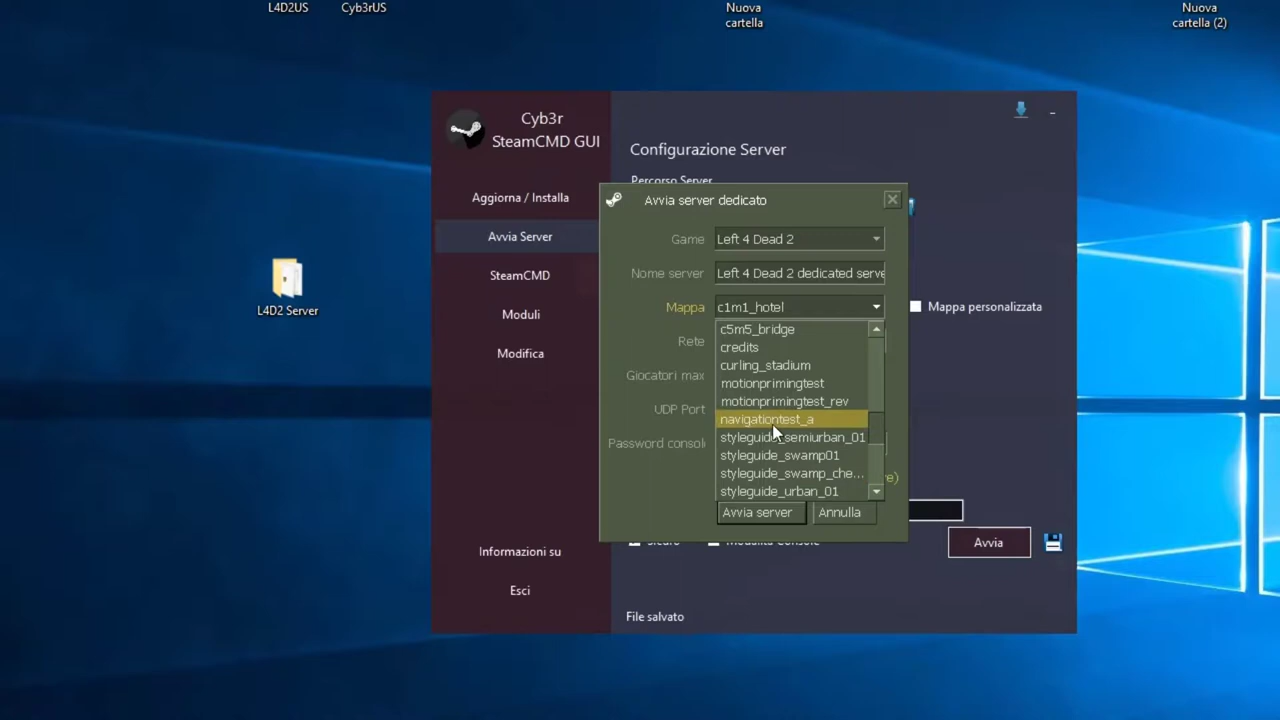 L4D2US
Cyb3rUS
Nuova
cartella
Nuova
cartella (2)
L4D2 Server
Cyb3r
SteamCMD GUI
Aggiorna / Installa
Avvia Server
SteamCMD
Moduli
Modifica
Informazioni su
Esci
Configurazione Server
Percorso Server
Avvia server dedicato
Game
Left 4 Dead 2
Nome server
Left 4 Dead 2 dedicated serve
Mappa
c1m1_hotel
Mappa personalizzata
c5m5_bridge
credits
curling_stadium
motionprimingtest
motionprimingtest_rev
navigationtest_a
styleguide_semiurban_01
styleguide_swamp01
styleguide_swamp_che...
styleguide_urban_01
Rete
Giocatori max
UDP Port
Password consol
Avvia server
Annulla
Avvia
File salvato